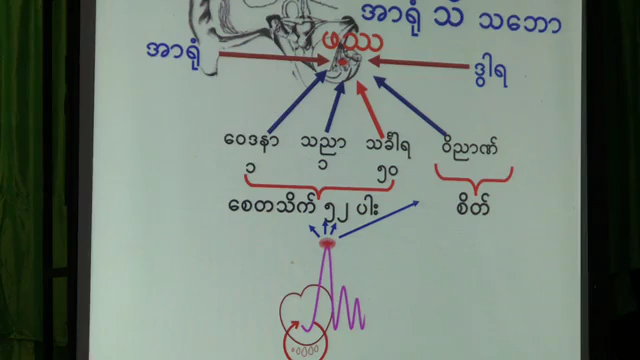 အာရုံ သိ သဘော
ဖဿ
အာရုံ
ဒွါရ
ဝေဒနာ သညာ သင်္ခါရ ဝိညာဏ်
၁ ၁ ၅၀
စေတသိက် ၅၂ ပါး စိတ်